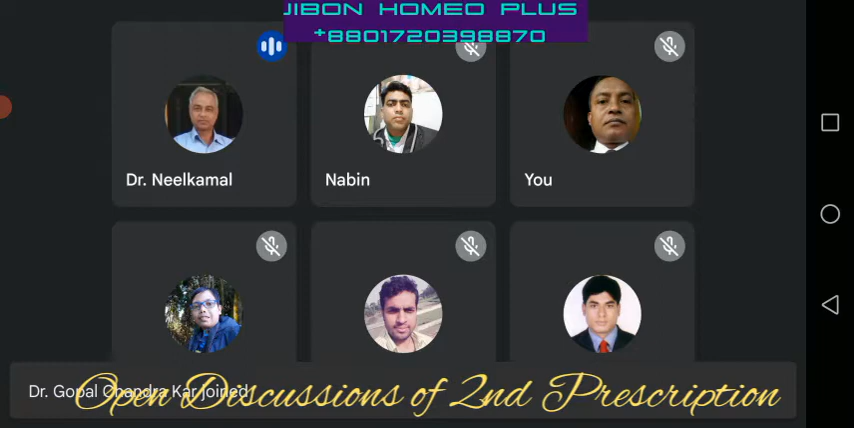 JIBON HOMEO PLUS
+8801720398870
Dr. Neelkamal
Nabin
You
Dr. Gopal Chandra Kar joined
Open Discussions of 2nd Prescription